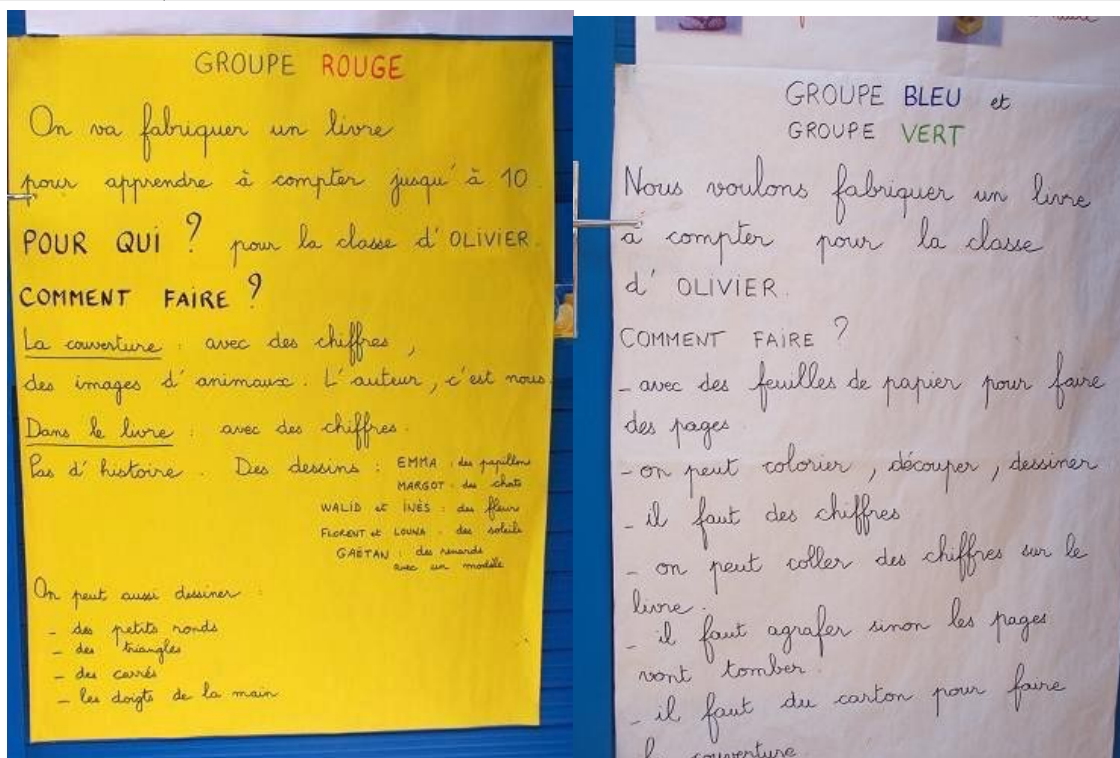 GROUPE ROUGE
On va fabriquer un livre
pour apprendre à compter jusqu'à 10.
POUR QUI ? pour la classe d'OLIVIER.
COMMENT FAIRE ?
La couverture : avec des chiffres,
des images d'animaux. L'auteur, c'est nous.
Dans le livre : avec des chiffres.
Pas d'histoire. Des dessins : EMMA : des papillons
MARGOT : des chats
WALID et INÈS : des fleurs
FLORENT et LOUNA : des soleils
GAËTAN : des renards
avec un modèle
On peut aussi dessiner :
- des petits ronds
- des triangles
- des carrés
- les doigts de la main
GROUPE BLEU et
GROUPE VERT
Nous voulons fabriquer un livre
à compter pour la classe
d'OLIVIER.
COMMENT FAIRE ?
- avec des feuilles de papier pour faire
des pages.
- on peut colorier, découper, dessiner
- il faut des chiffres
- on peut coller des chiffres sur le
livre.
- il faut agrafer sinon les pages
vont tomber.
- il faut du carton pour faire
la couverture